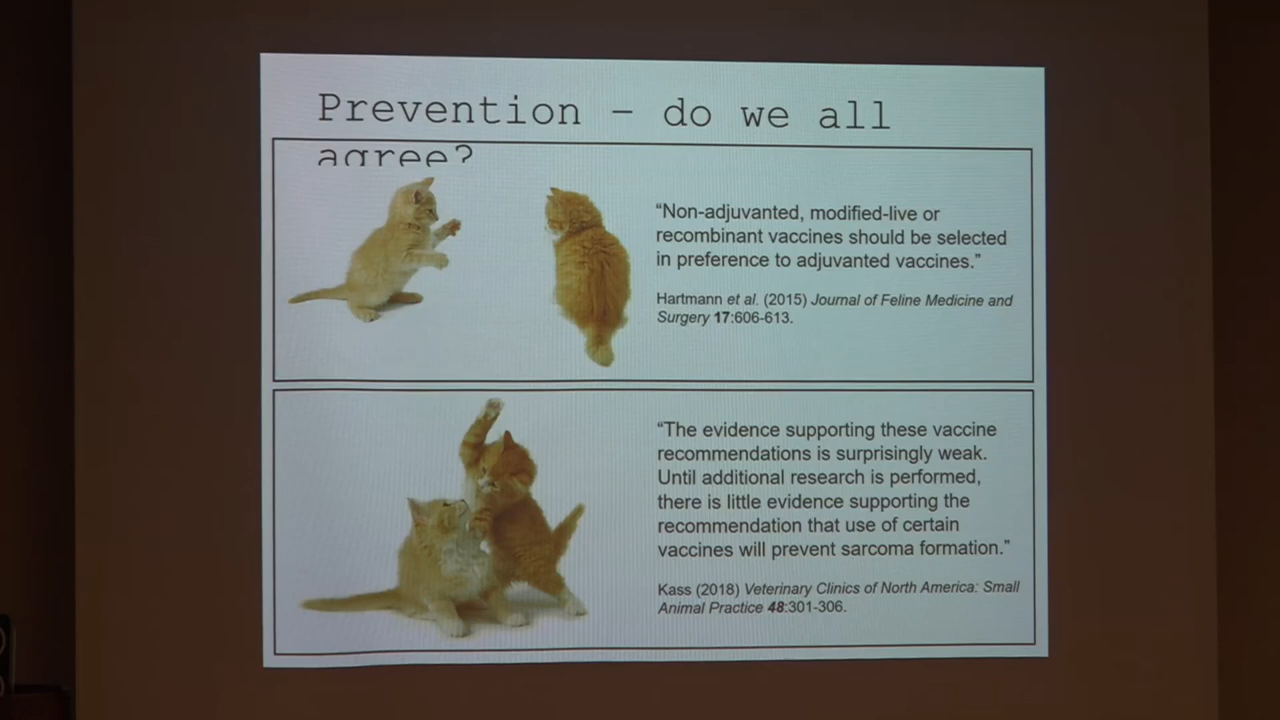 Prevention – do we all
agree?
“Non-adjuvanted, modified-live or
recombinant vaccines should be selected
in preference to adjuvanted vaccines.”
Hartmann et al. (2015) Journal of Feline Medicine and
Surgery 17:606-613.
“The evidence supporting these vaccine
recommendations is surprisingly weak.
Until additional research is performed,
there is little evidence supporting the
recommendation that use of certain
vaccines will prevent sarcoma formation.”
Kass (2018) Veterinary Clinics of North America: Small
Animal Practice 48:301-306.